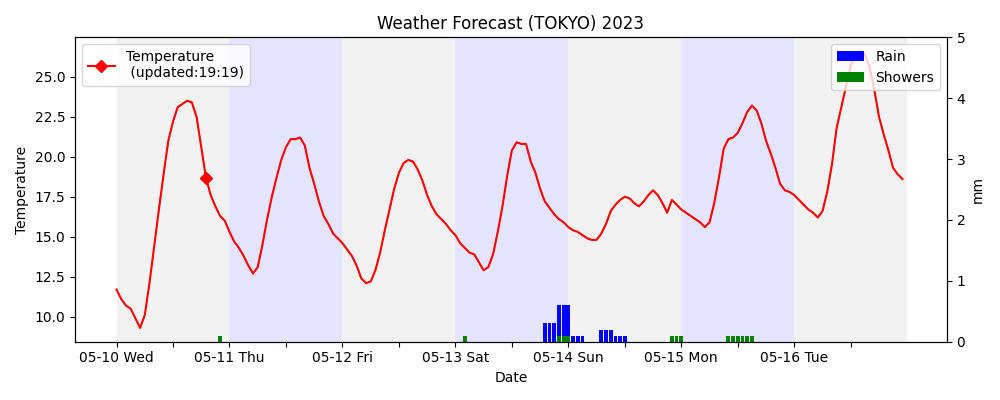 Weather Forecast (TOKYO) 2023
Temperature
(updated:19:19)
Rain
Showers
Temperature
25.0
22.5
20.0
17.5
15.0
12.5
10.0
5
4
3
2
1
0
mm
05-10 Wed
05-11 Thu
05-12 Fri
05-13 Sat
05-14 Sun
05-15 Mon
05-16 Tue
Date